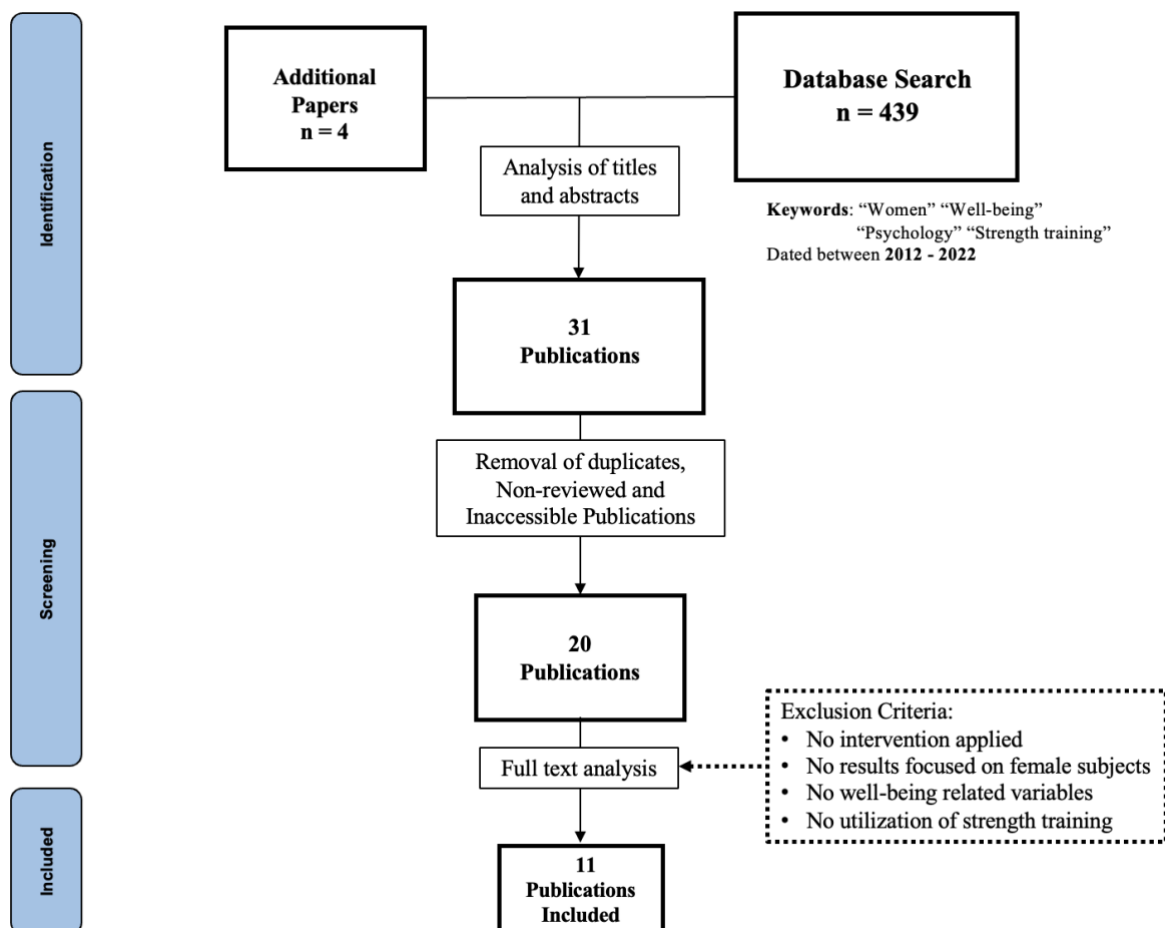 Identification
Additional
Papers
n = 4
Database Search
n = 439
Analysis of titles
and abstracts
Keywords: “Women” “Well-being”
“Psychology” “Strength training”
Dated between 2012 - 2022
31
Publications
Screening
Removal of duplicates,
Non-reviewed and
Inaccessible Publications
20
Publications
Full text analysis
Exclusion Criteria:
• No intervention applied
• No results focused on female subjects
• No well-being related variables
• No utilization of strength training
Included
11
Publications
Included